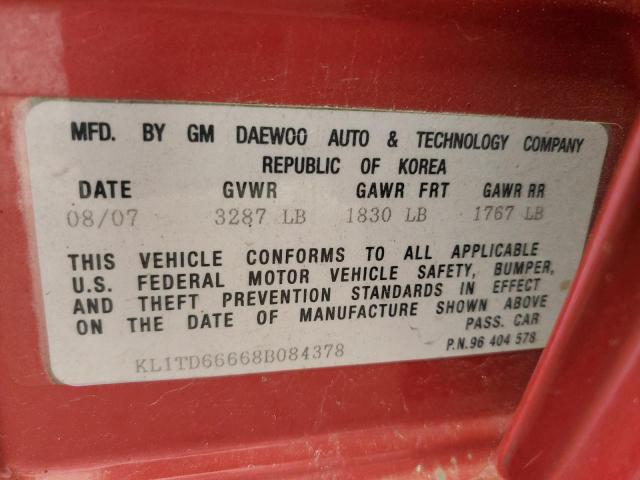 MFD. BY GM DAEWOO AUTO & TECHNOLOGY COMPANY
REPUBLIC OF KOREA
DATE GVWR GAWR FRT GAWR RR
08/07 3287 LB 1830 LB 1767 LB
THIS VEHICLE CONFORMS TO ALL APPLICABLE
U.S. FEDERAL MOTOR VEHICLE SAFETY, BUMPER,
AND THEFT PREVENTION STANDARDS IN EFFECT
ON THE DATE OF MANUFACTURE SHOWN ABOVE
PASS. CAR
KL1TD66668B084378
P.N.96 404 578